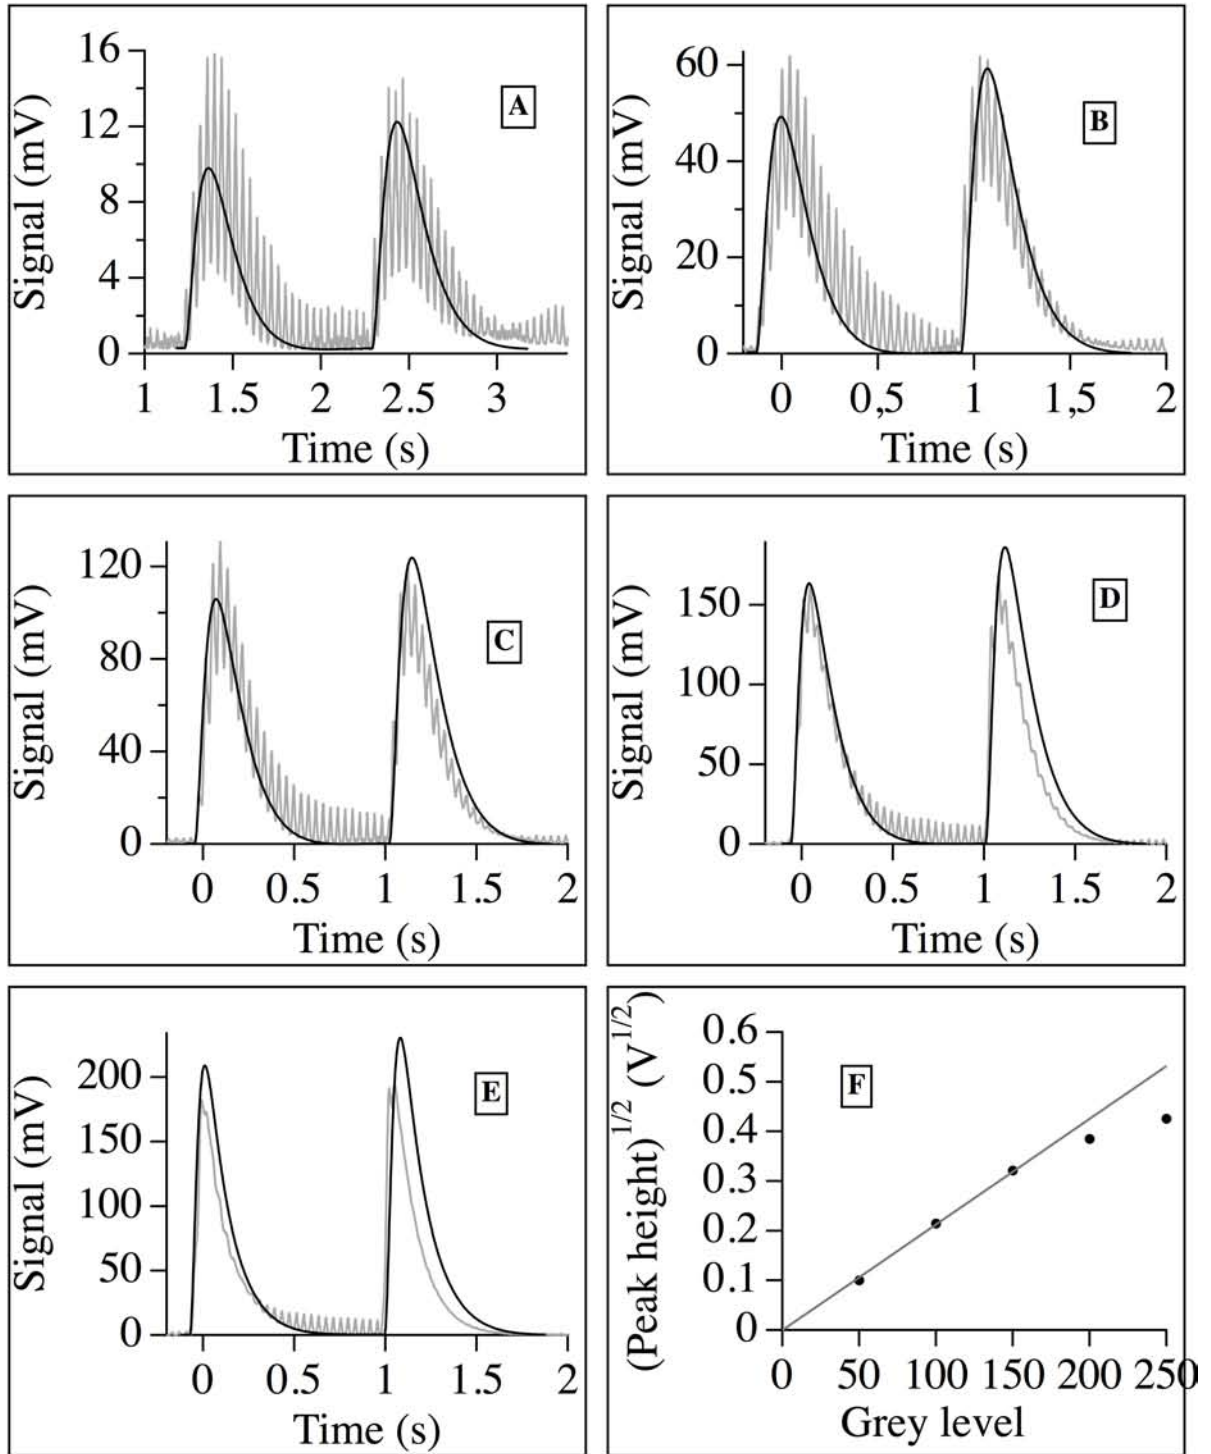 A
Signal (mV)
16
12
8
4
0
1 1.5 2 2.5 3
Time (s)
B
Signal (mV)
60
40
20
0
0 0,5 1 1,5 2
Time (s)
C
Signal (mV)
120
80
40
0
0 0.5 1 1.5 2
Time (s)
D
Signal (mV)
150
100
50
0
0 0.5 1 1.5 2
Time (s)
E
Signal (mV)
200
150
100
50
0
0 0.5 1 1.5 2
Time (s)
F
(Peak height)^1/2 (V^1/2)
0.6
0.5
0.4
0.3
0.2
0.1
0
0 50 100 150 200 250
Grey level